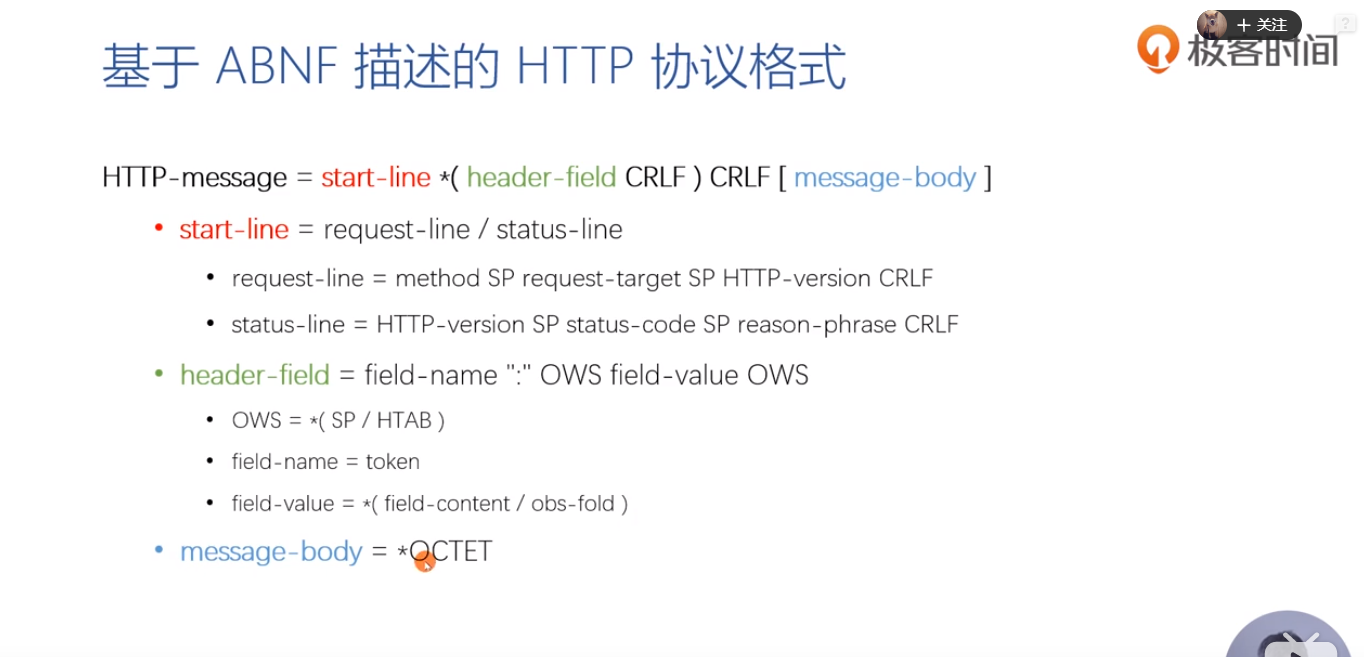 基于 ABNF 描述的 HTTP 协议格式
+ 关注
极客时间
?
HTTP-message = start-line *( header-field CRLF ) CRLF [ message-body ]
• start-line = request-line / status-line
• request-line = method SP request-target SP HTTP-version CRLF
• status-line = HTTP-version SP status-code SP reason-phrase CRLF
• header-field = field-name ":" OWS field-value OWS
• OWS = *( SP / HTAB )
• field-name = token
• field-value = *( field-content / obs-fold )
• message-body = *OCTET